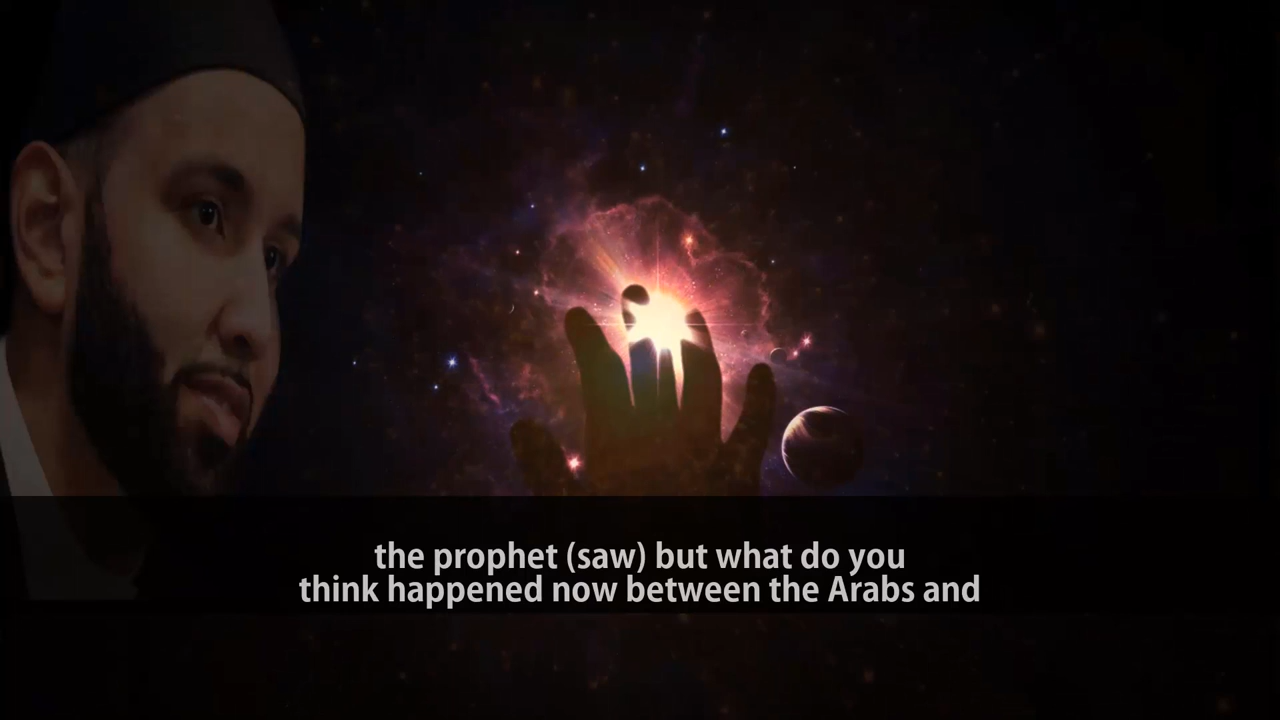 the prophet (saw) but what do you
think happened now between the Arabs and